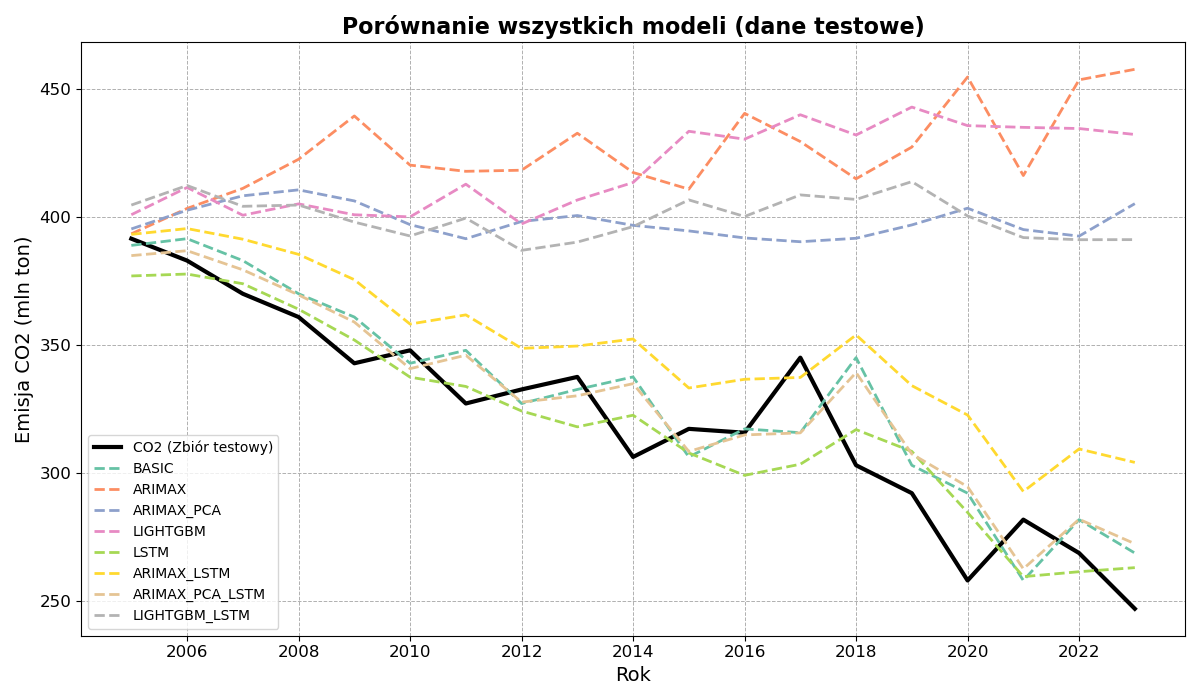 Porównanie wszystkich modeli (dane testowe)
Emisja CO2 (mln ton)
450
400
350
300
250
CO2 (Zbiór testowy)
BASIC
ARIMAX
ARIMAX_PCA
LIGHTGBM
LSTM
ARIMAX_LSTM
ARIMAX_PCA_LSTM
LIGHTGBM_LSTM
2006 2008 2010 2012 2014 2016 2018 2020 2022
Rok